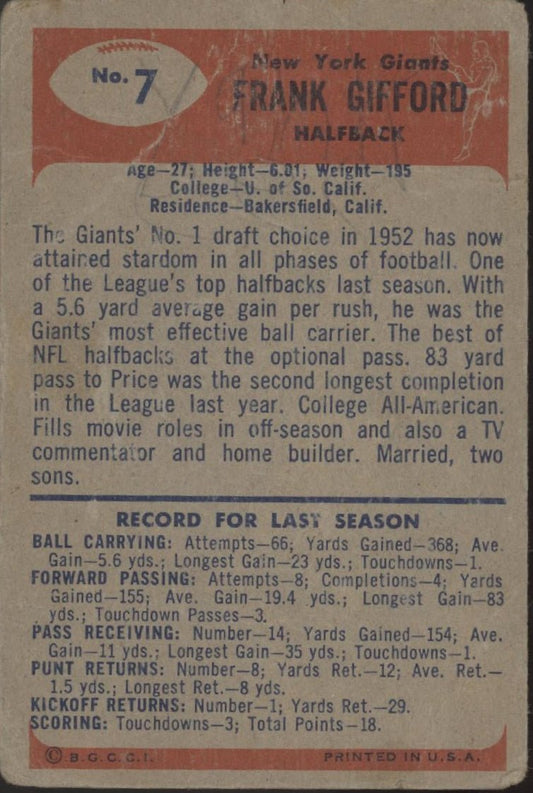 No. 7
New York Giants
FRANK GIFFORD
HALFBACK
Age—27; Height—6.01; Weight—195
College—U. of So. Calif.
Residence—Bakersfield, Calif.
The Giants' No. 1 draft choice in 1952 has now
attained stardom in all phases of football. One
of the League's top halfbacks last season. With
a 5.6 yard average gain per rush, he was the
Giants' most effective ball carrier. The best of
NFL halfbacks at the optional pass. 83 yard
pass to Price was the second longest completion
in the League last year. College All-American.
Fills movie roles in off-season and also a TV
commentator and home builder. Married, two
sons.
RECORD FOR LAST SEASON
BALL CARRYING: Attempts—66; Yards Gained—368; Ave.
Gain—5.6 yds.; Longest Gain—23 yds.; Touchdowns—1.
FORWARD PASSING: Attempts—8; Completions—4; Yards
Gained—155; Ave. Gain—19.4 yds.; Longest Gain—83
yds.; Touchdown Passes—3.
PASS RECEIVING: Number—14; Yards Gained—154; Ave.
Gain—11 yds.; Longest Gain—35 yds.; Touchdowns—1.
PUNT RETURNS: Number—8; Yards Ret.—12; Ave. Ret.—
1.5 yds.; Longest Ret.—8 yds.
KICKOFF RETURNS: Number—1; Yards Ret.—29.
SCORING: Touchdowns—3; Total Points—18.
© B.G.C.C.I. PRINTED IN U.S.A.